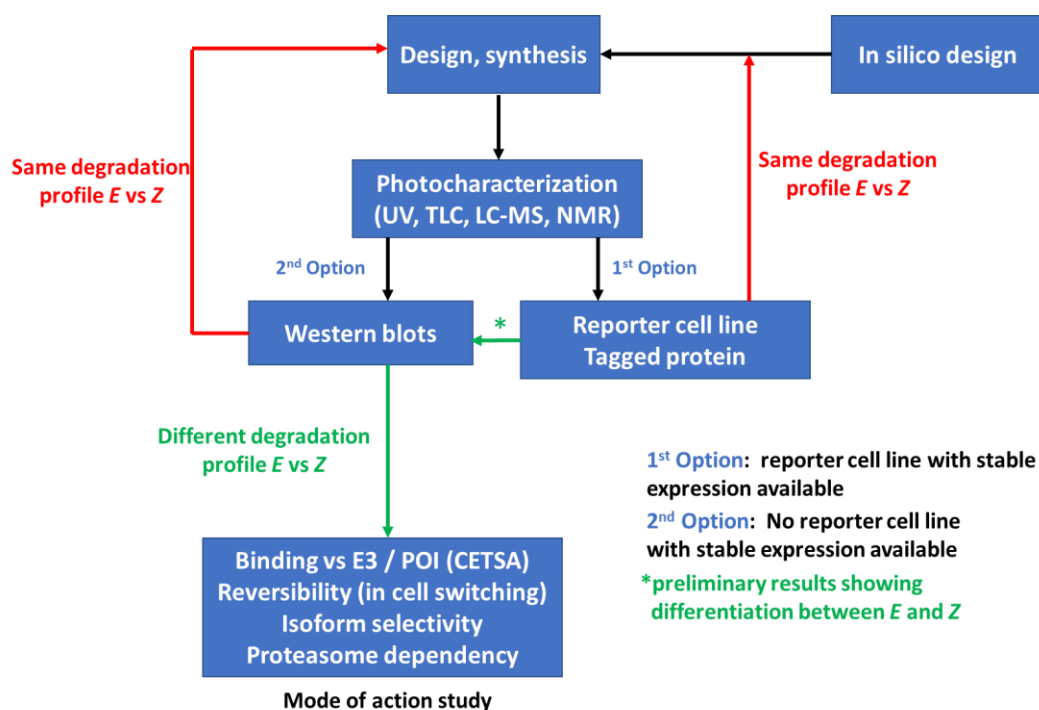 Design, synthesis
In silico design
Same degradation
profile E vs Z
Same degradation
profile E vs Z
Photocharacterization
(UV, TLC, LC-MS, NMR)
2nd Option
1st Option
Western blots
*
Reporter cell line
Tagged protein
Different degradation
profile E vs Z
1st Option: reporter cell line with stable
expression available
2nd Option: No reporter cell line
with stable expression available
*preliminary results showing
differentiation between E and Z
Binding vs E3 / POI (CETSA)
Reversibility (in cell switching)
Isoform selectivity
Proteasome dependency
Mode of action study